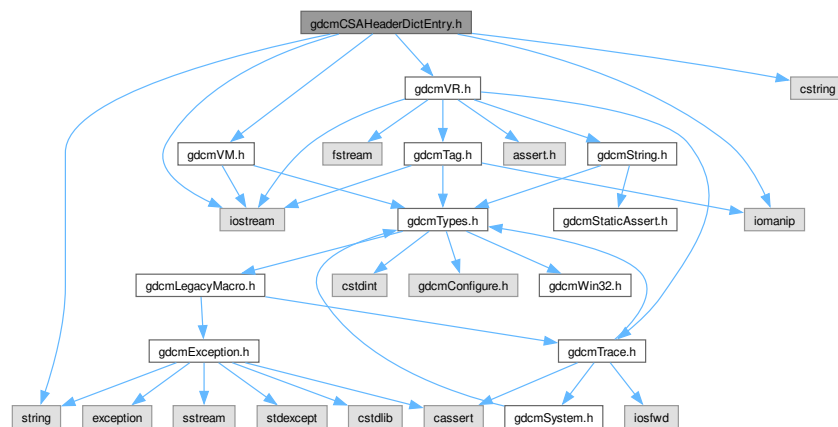 gdcmCSAHeaderDictEntry.h
cstring
gdcmVR.h
gdcmVM.h
fstream
gdcmTag.h
assert.h
gdcmString.h
iostream
gdcmTypes.h
gdcmStaticAssert.h
iomanip
gdcmLegacyMacro.h
cstdint
gdcmConfigure.h
gdcmWin32.h
gdcmException.h
gdcmTrace.h
string
exception
sstream
stdexcept
cstdlib
cassert
gdcmSystem.h
iosfwd